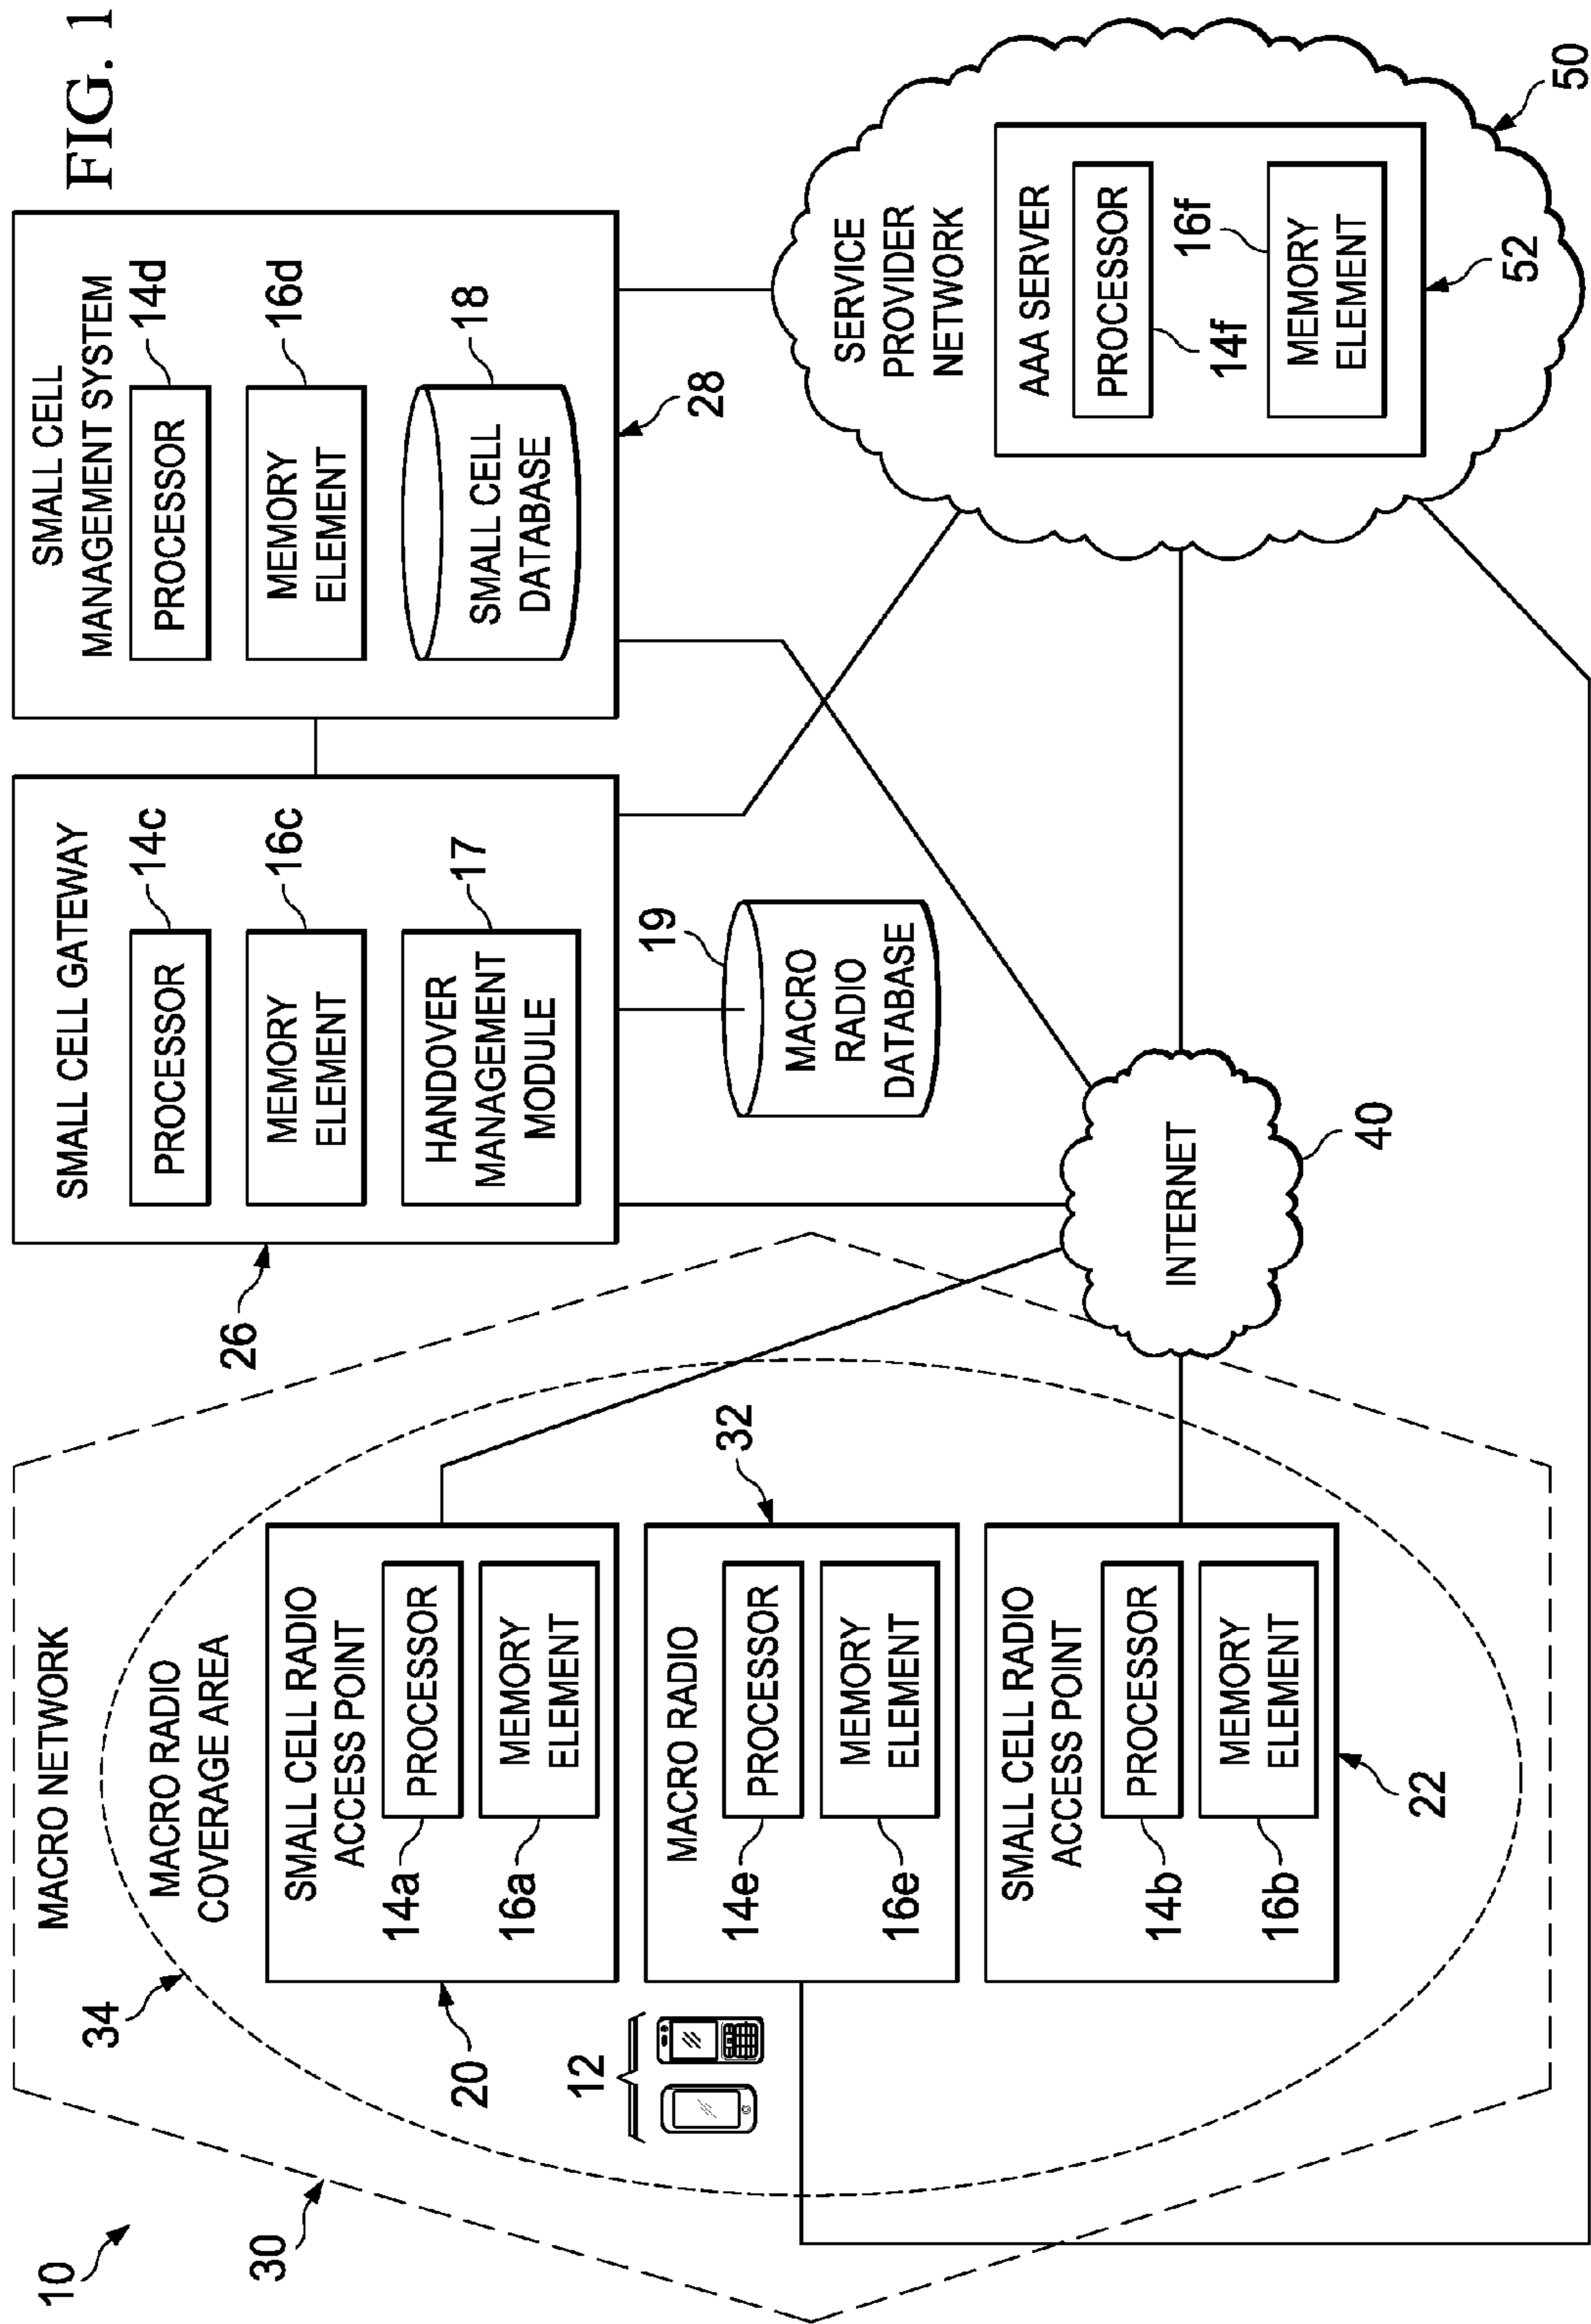 FIG. 1
10
30
MACRO NETWORK
34
MACRO RADIO
COVERAGE AREA
SMALL CELL RADIO
ACCESS POINT
PROCESSOR
14a
MEMORY
ELEMENT
16a
20
12
MACRO RADIO
PROCESSOR
14e
MEMORY
ELEMENT
16e
32
SMALL CELL RADIO
ACCESS POINT
PROCESSOR
14b
MEMORY
ELEMENT
16b
22
26
SMALL CELL GATEWAY
PROCESSOR
14c
MEMORY
ELEMENT
16c
HANDOVER
MANAGEMENT
MODULE
17
19
MACRO
RADIO
DATABASE
SMALL CELL
MANAGEMENT SYSTEM
PROCESSOR
14d
MEMORY
ELEMENT
16d
SMALL CELL
DATABASE
18
28
INTERNET
40
SERVICE
PROVIDER
NETWORK
AAA SERVER
PROCESSOR
14f
16f
MEMORY
ELEMENT
52
50